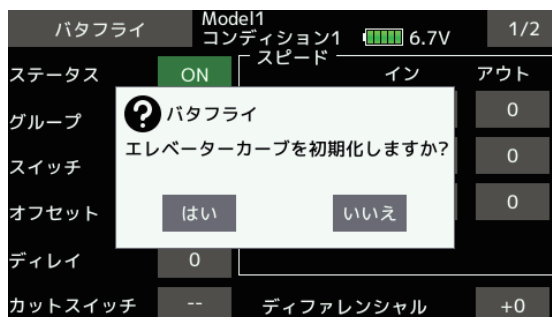 バタフライ
Model1
コンディション1
6.7V
1/2
ステータス
ON
スピード
イン
アウト
グループ
0
スイッチ
0
オフセット
0
ディレイ
0
カットスイッチ
--
ディファレンシャル
+0
?
バタフライ
エレベーターカーブを初期化しますか?
はい
いいえ